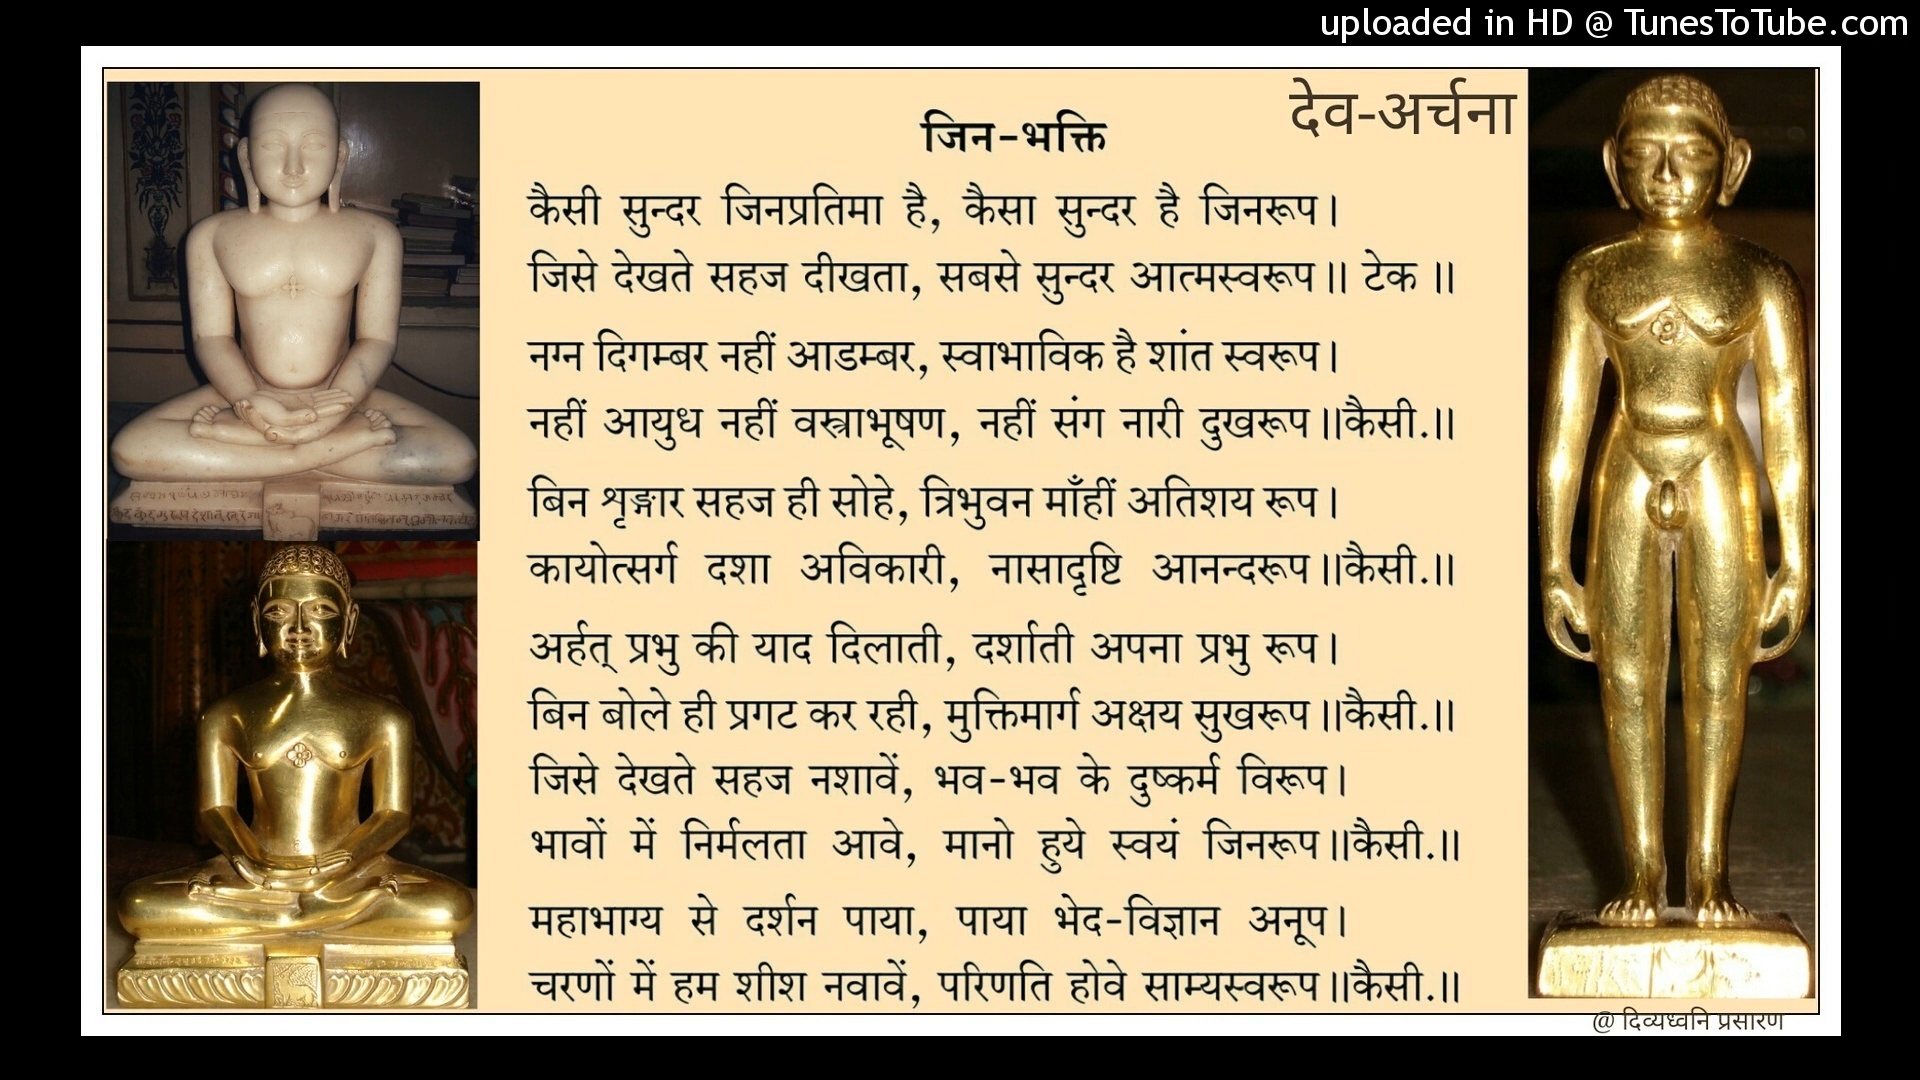 uploaded in HD @ TunesToTube.com
देव-अर्चना
जिन-भक्ति
कैसी सुन्दर जिनप्रतिमा है, कैसा सुन्दर है जिनरूप।
जिसे देखते सहज दीखता, सबसे सुन्दर आत्मस्वरूप॥ टेक ॥
नग्न दिगम्बर नहीं आडम्बर, स्वाभाविक है शांत स्वरूप।
नहीं आयुध नहीं वस्त्राभूषण, नहीं संग नारी दुखरूप॥कैसी.॥
बिन शृङ्गार सहज ही सोहे, त्रिभुवन माँहीं अतिशय रूप।
कायोत्सर्ग दशा अविकारी, नासादृष्टि आनन्दरूप॥कैसी.॥
अर्हत् प्रभु की याद दिलाती, दर्शाती अपना प्रभु रूप।
बिन बोले ही प्रगट कर रही, मुक्तिमार्ग अक्षय सुखरूप॥कैसी.॥
जिसे देखते सहज नशावें, भव-भव के दुष्कर्म विरूप।
भावों में निर्मलता आवे, मानो हुये स्वयं जिनरूप॥कैसी.॥
महाभाग्य से दर्शन पाया, पाया भेद-विज्ञान अनूप।
चरणों में हम शीश नवावें, परिणति होवे साम्यस्वरूप॥कैसी.॥
@ दिव्यध्वनि प्रसारण